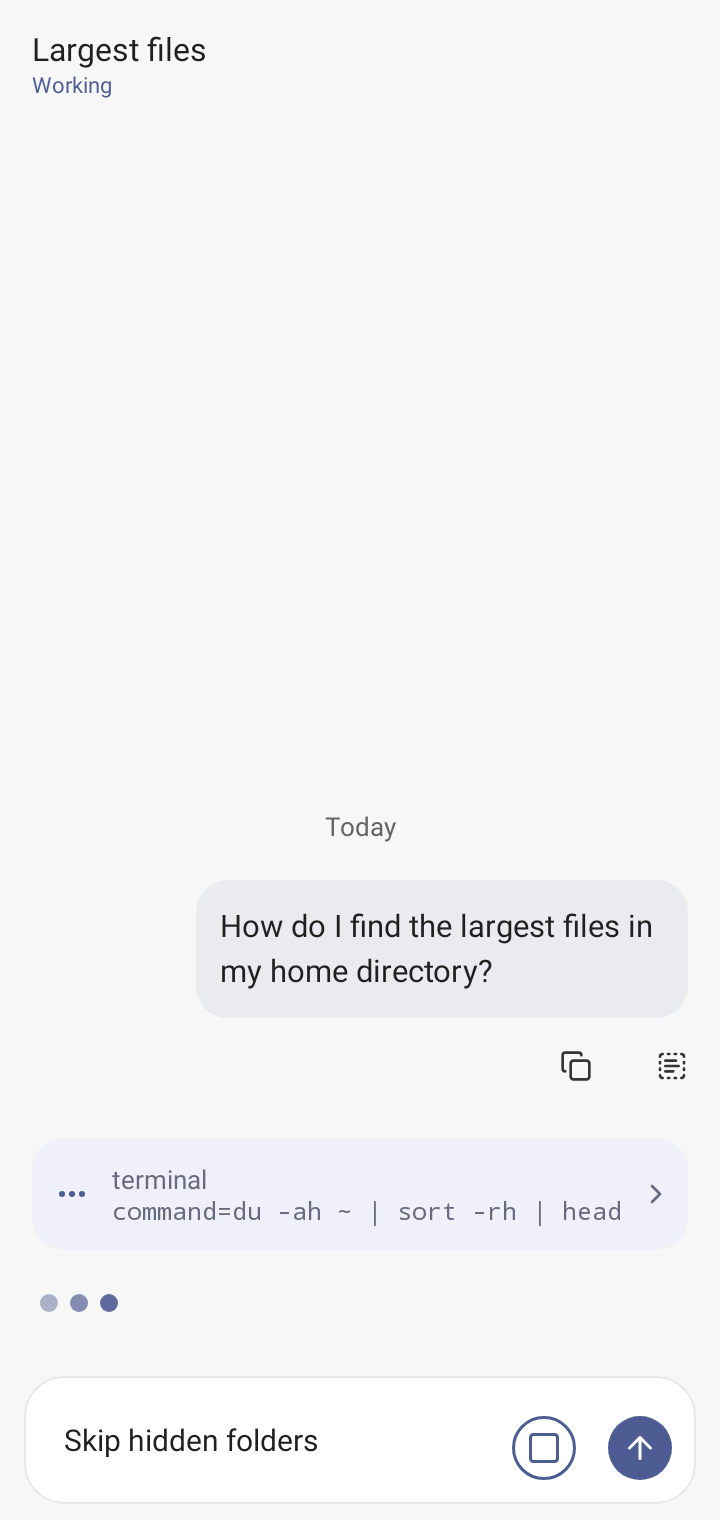 Largest files
Working
Today
How do I find the largest files in
my home directory?
terminal
command=du -ah ~ | sort -rh | head
Skip hidden folders